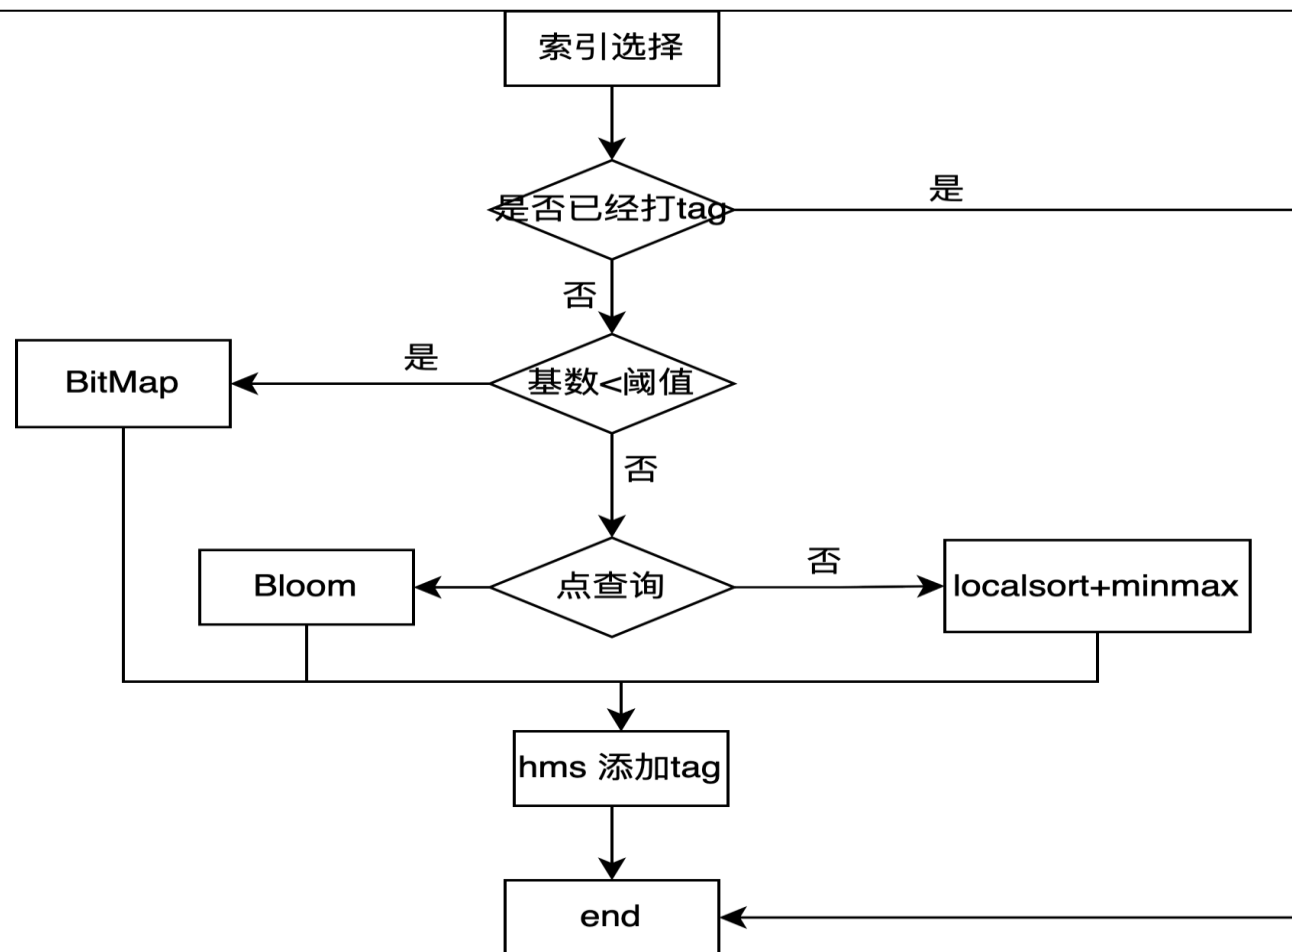 索引选择
是否已经打tag
是
否
是
BitMap
基数<阈值
否
Bloom
点查询
否
localsort+minmax
hms 添加tag
end